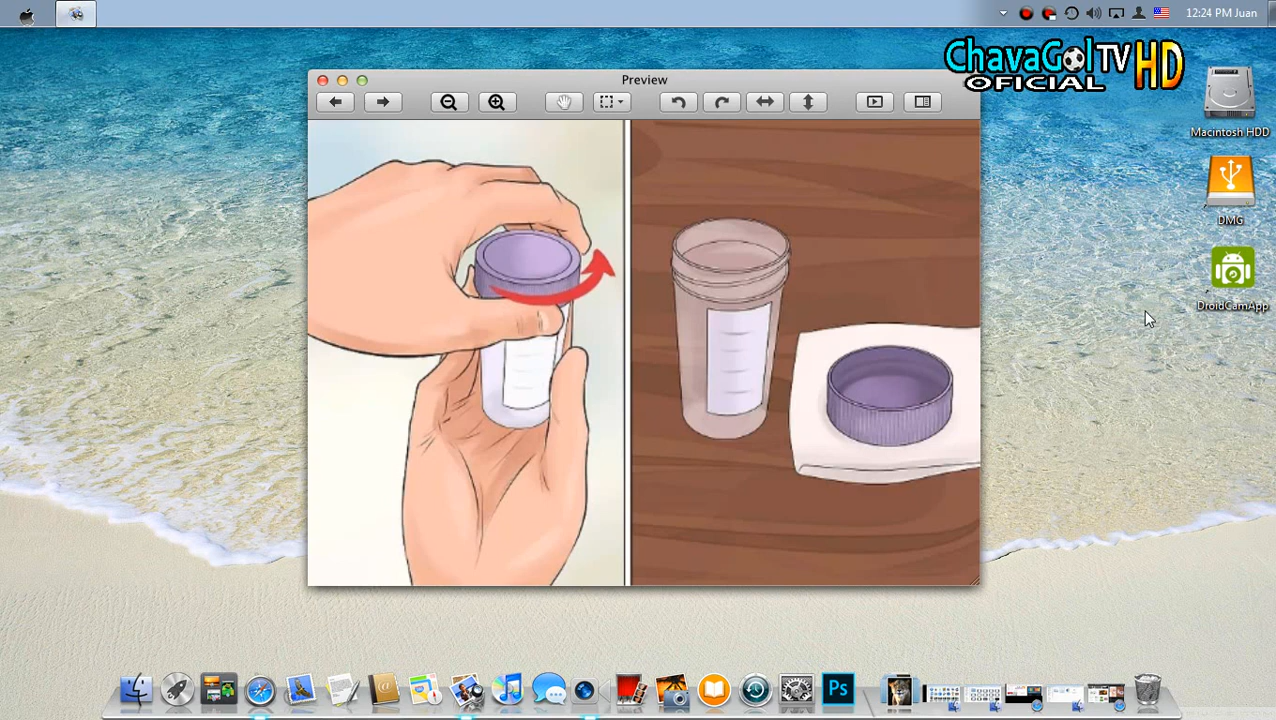 12:24 PM Juan
ChavaGolTV HD
OFICIAL
Preview
Macintosh HDD
DMG
DroidCamApp
Ps